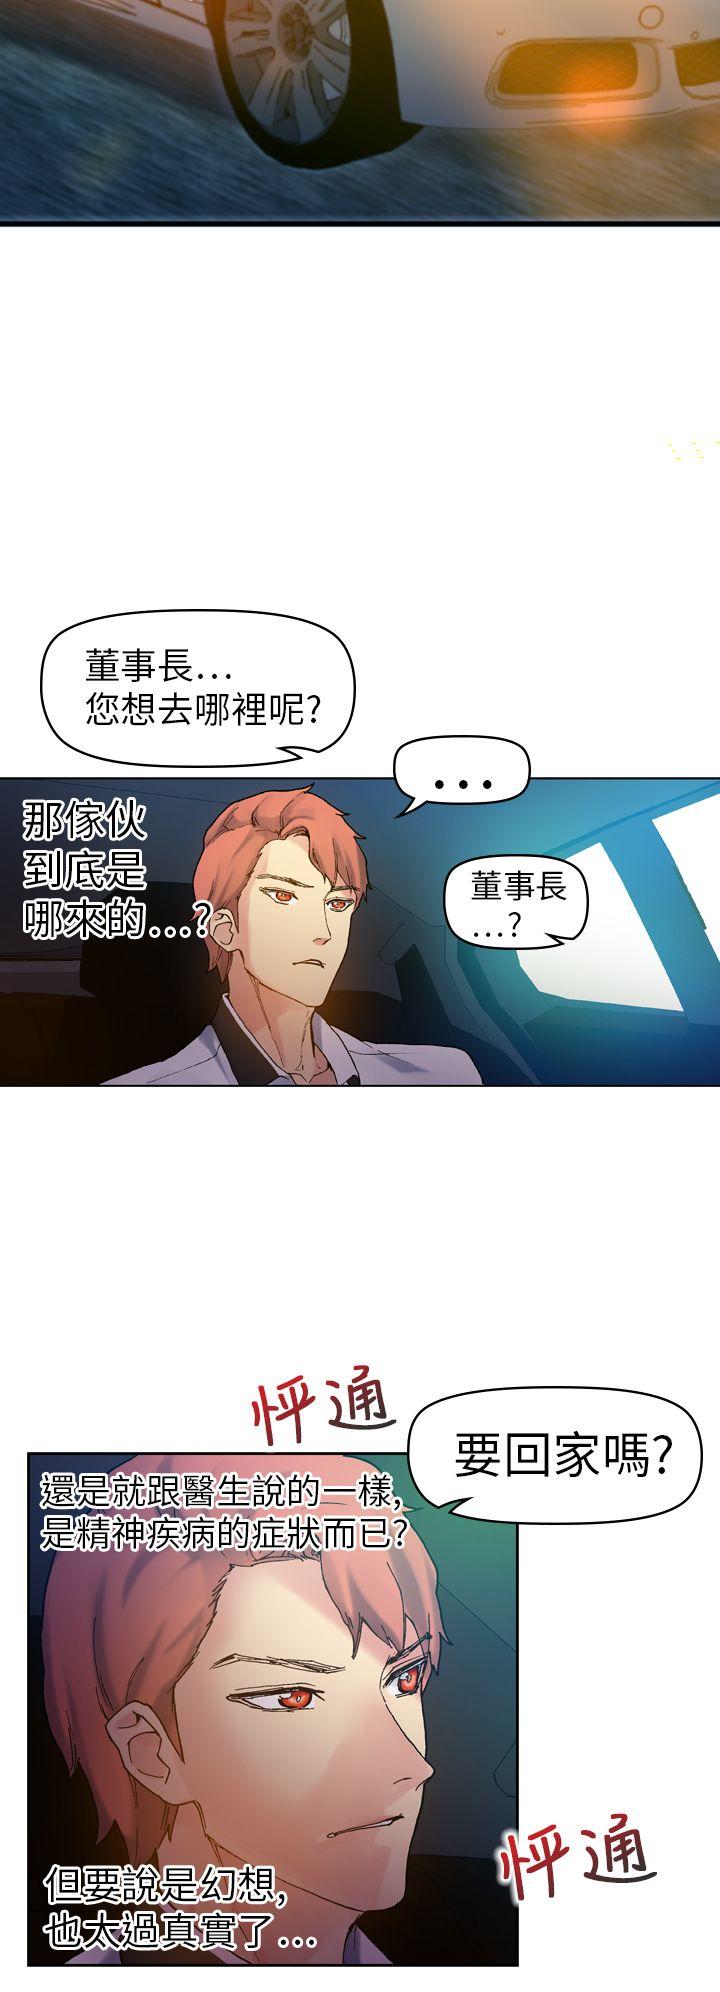 董事長...
您想去哪裡呢?
...
那傢伙
到底是
哪來的...?
董事長
...?
怦通
要回家嗎?
還是就跟醫生說的一樣,
是精神疾病的症狀而已?
怦通
但要說是幻想,
也太過真實了...